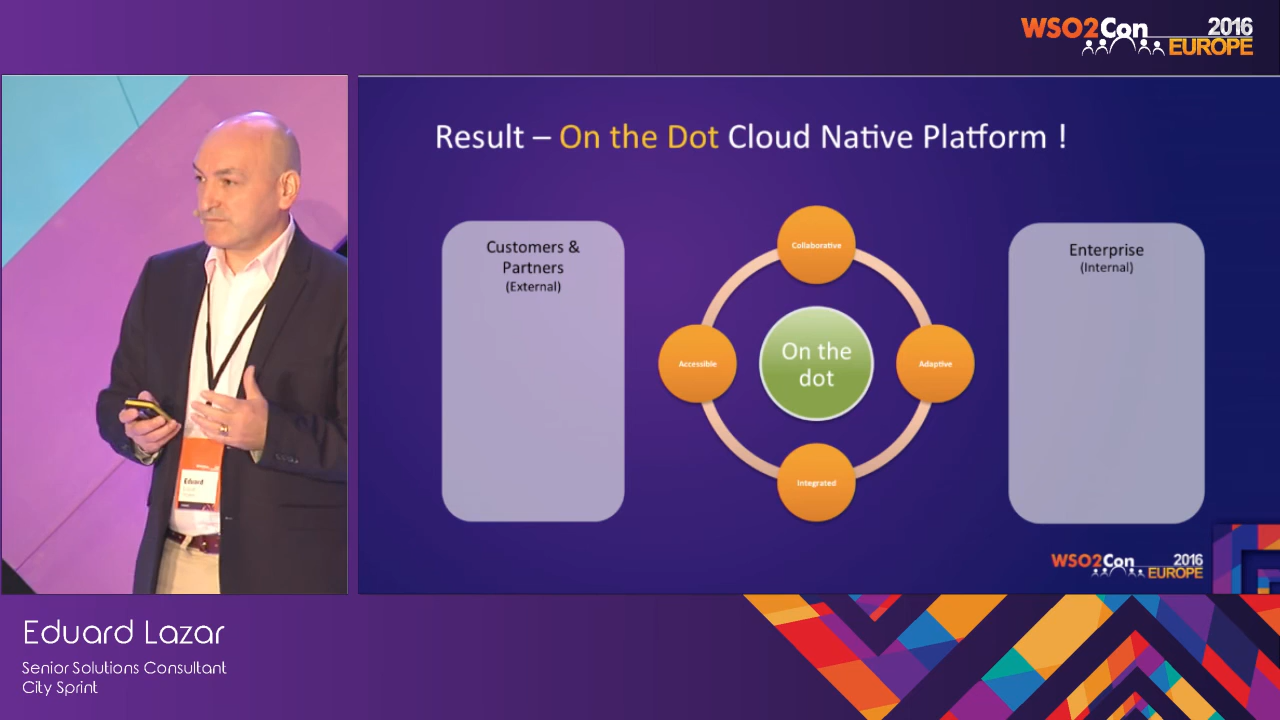 WSO2Con 2016
EUROPE
Result – On the Dot Cloud Native Platform !
Customers &
Partners
(External)
Collaborative
Accessible
On the
dot
Adaptive
Integrated
Enterprise
(Internal)
WSO2Con 2016
EUROPE
Eduard
Eduard Lazar
Senior Solutions Consultant
City Sprint